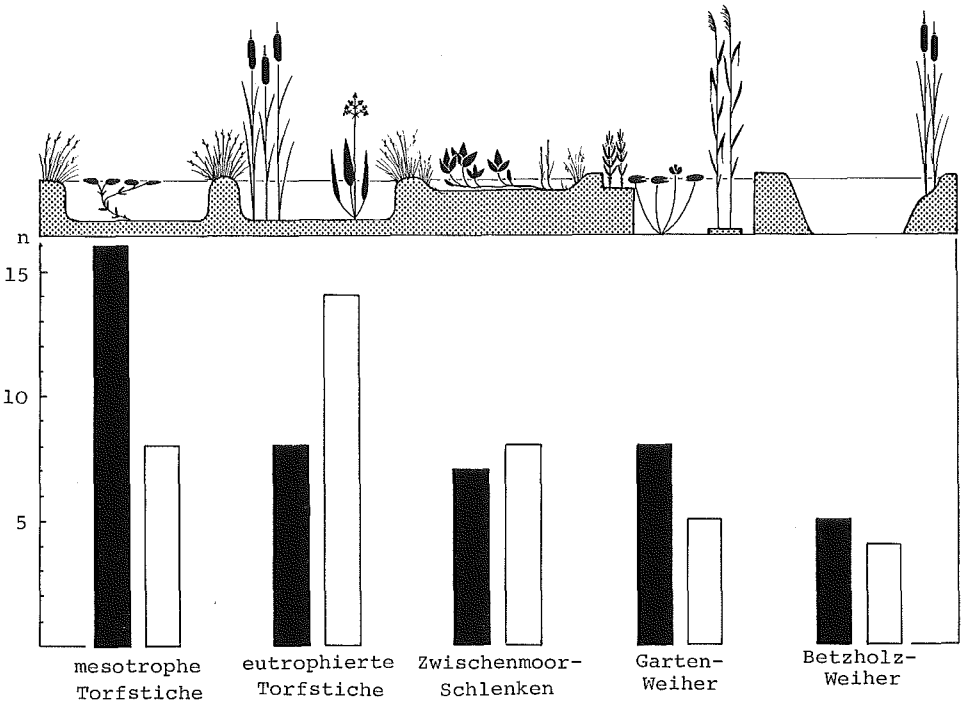 n
15
10
5
mesotrophe
Torfstiche
eutrophierte
Torfstiche
Zwischenmoor-
Schlenken
Garten-
Weiher
Betzholz-
Weiher